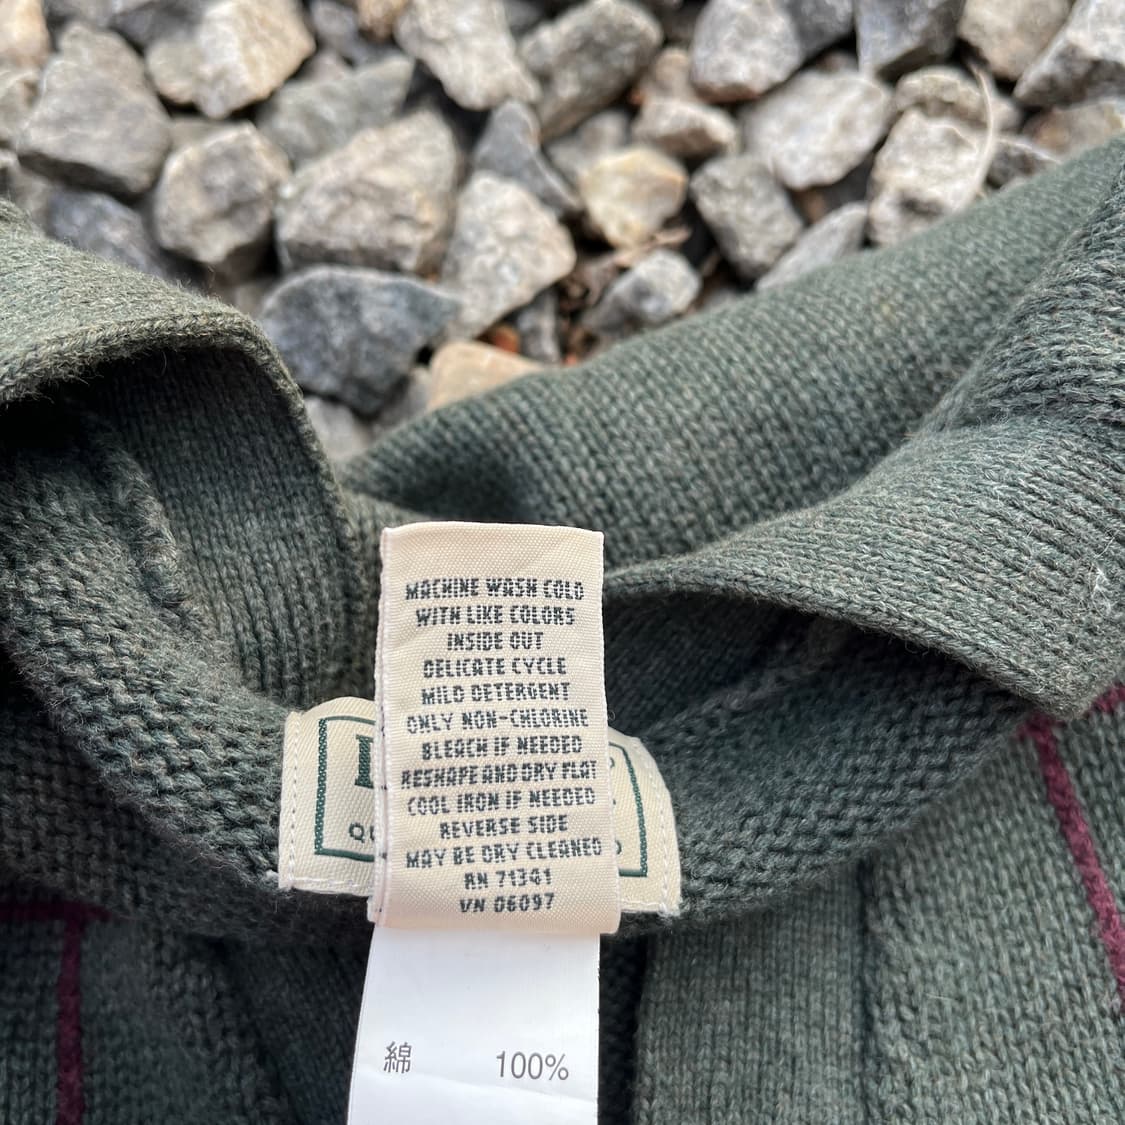 MACHINE WASH COLD
WITH LIKE COLORS
INSIDE OUT
DELICATE CYCLE
MILD DETERGENT
ONLY NON-CHLORINE
BLEACH IF NEEDED
RESHAPE AND DRY FLAT
COOL IRON IF NEEDED
REVERSE SIDE
MAY BE DRY CLEANED
RN 71341
VN 06097
綿 100%